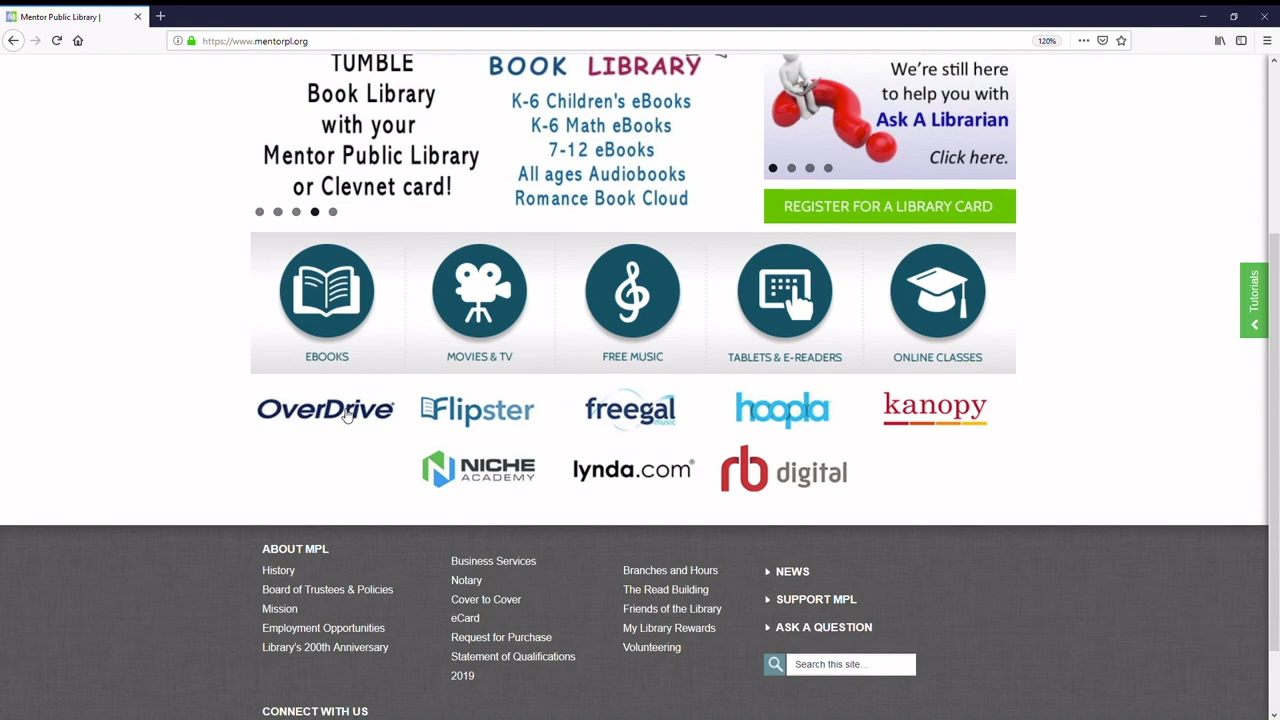 Mentor Public Library |
https://www.mentorpl.org
120%
TUMBLE
Book Library
with your
Mentor Public Library
or Clevnet card!
BOOK LIBRARY
K-6 Children's eBooks
K-6 Math eBooks
7-12 eBooks
All ages Audiobooks
Romance Book Cloud
We're still here
to help you with
Ask A Librarian
Click here.
REGISTER FOR A LIBRARY CARD
Tutorials
EBOOKS
MOVIES & TV
FREE MUSIC
TABLETS & E-READERS
ONLINE CLASSES
OverDrive
Flipster
freegal music
hoopla
kanopy
NICHE ACADEMY
lynda.com®
rb digital
ABOUT MPL
History
Board of Trustees & Policies
Mission
Employment Opportunities
Library's 200th Anniversary
Business Services
Notary
Cover to Cover
eCard
Request for Purchase
Statement of Qualifications
2019
Branches and Hours
The Read Building
Friends of the Library
My Library Rewards
Volunteering
NEWS
SUPPORT MPL
ASK A QUESTION
Search this site...
CONNECT WITH US